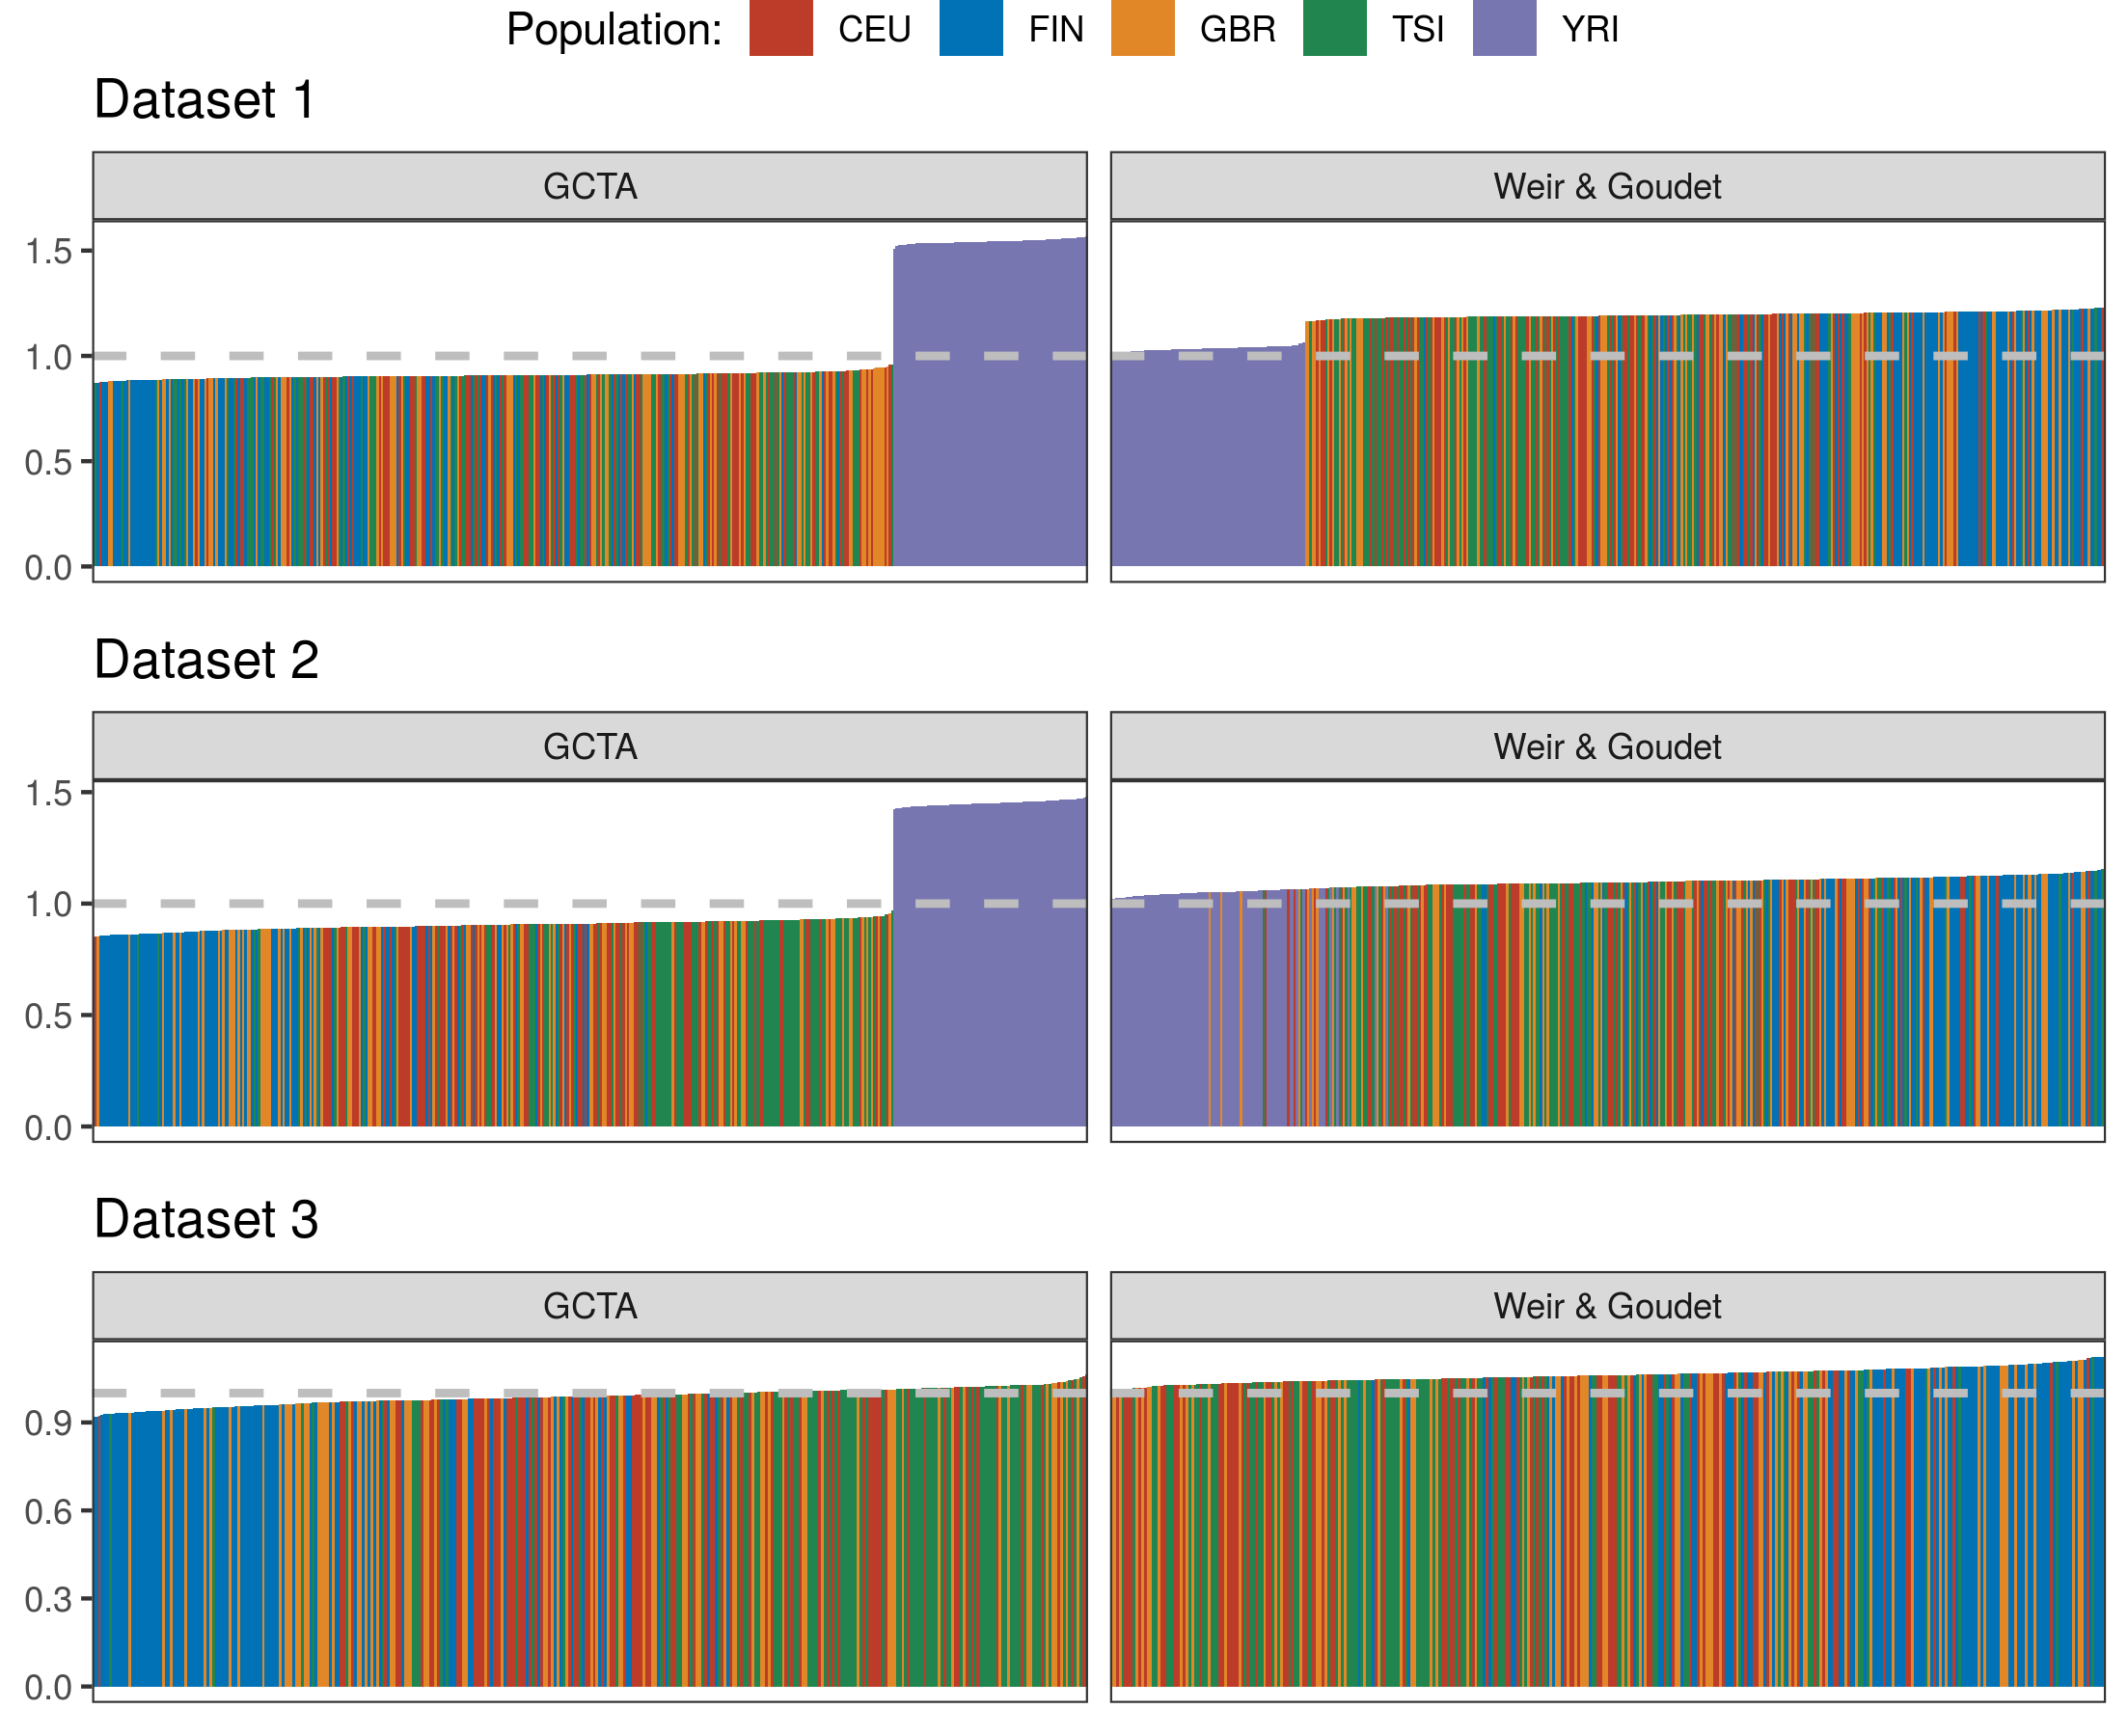 Population: CEU FIN GBR TSI YRI
Dataset 1
GCTA Weir & Goudet
1.5
1.0
0.5
0.0
Dataset 2
GCTA Weir & Goudet
1.5
1.0
0.5
0.0
Dataset 3
GCTA Weir & Goudet
0.9
0.6
0.3
0.0